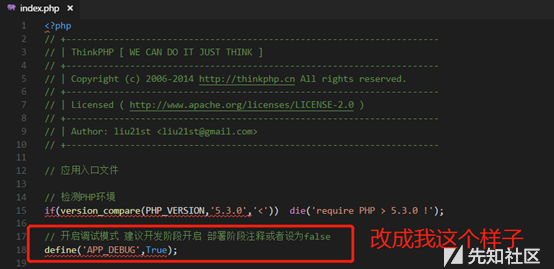 index.php ×
1 <?php
2 // +----------------------------------------------------------------------
3 // | ThinkPHP [ WE CAN DO IT JUST THINK ]
4 // +----------------------------------------------------------------------
5 // | Copyright (c) 2006-2014 http://thinkphp.cn All rights reserved.
6 // +----------------------------------------------------------------------
7 // | Licensed ( http://www.apache.org/licenses/LICENSE-2.0 )
8 // +----------------------------------------------------------------------
9 // | Author: liu21st <liu21st@gmail.com>
10 // +----------------------------------------------------------------------
11
12 // 应用入口文件
13
14 // 检测PHP环境
15 if(version_compare(PHP_VERSION,'5.3.0','<')) die('require PHP > 5.3.0 !');
16
17 // 开启调试模式 建议开发阶段开启 部署阶段注释或者设为false
18 define('APP_DEBUG',True);
19
改成我这个样子
先知社区